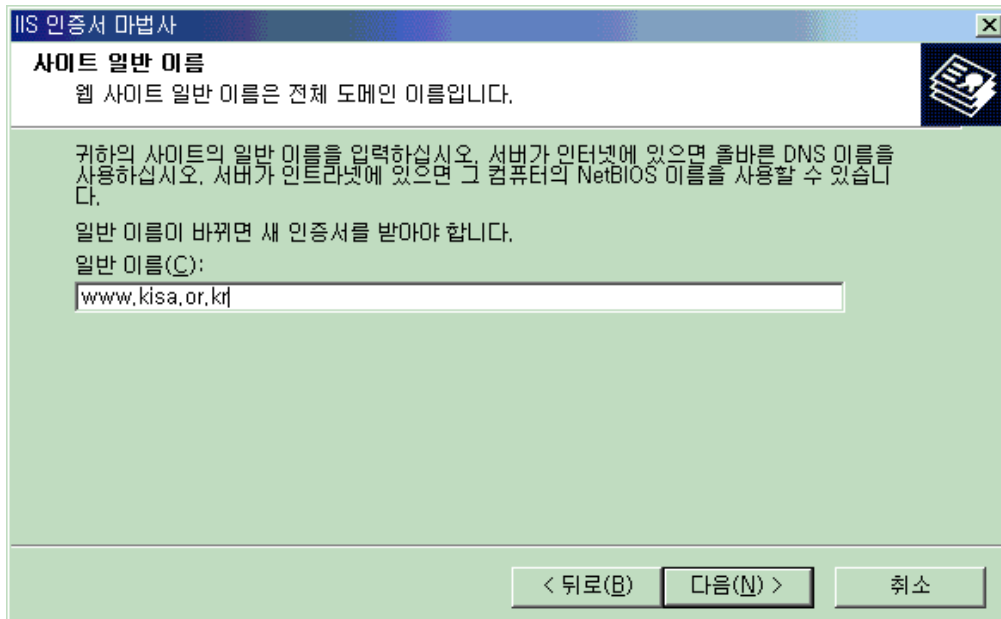 IIS 인증서 마법사
사이트 일반 이름
웹 사이트 일반 이름은 전체 도메인 이름입니다.
귀하의 사이트의 일반 이름을 입력하십시오. 서버가 인터넷에 있으면 올바른 DNS 이름을
사용하십시오. 서버가 인트라넷에 있으면 그 컴퓨터의 NetBIOS 이름을 사용할 수 있습니
다.
일반 이름이 바뀌면 새 인증서를 받아야 합니다.
일반 이름(C):
www.kisa.or.kr
< 뒤로(B) 다음(N) > 취소